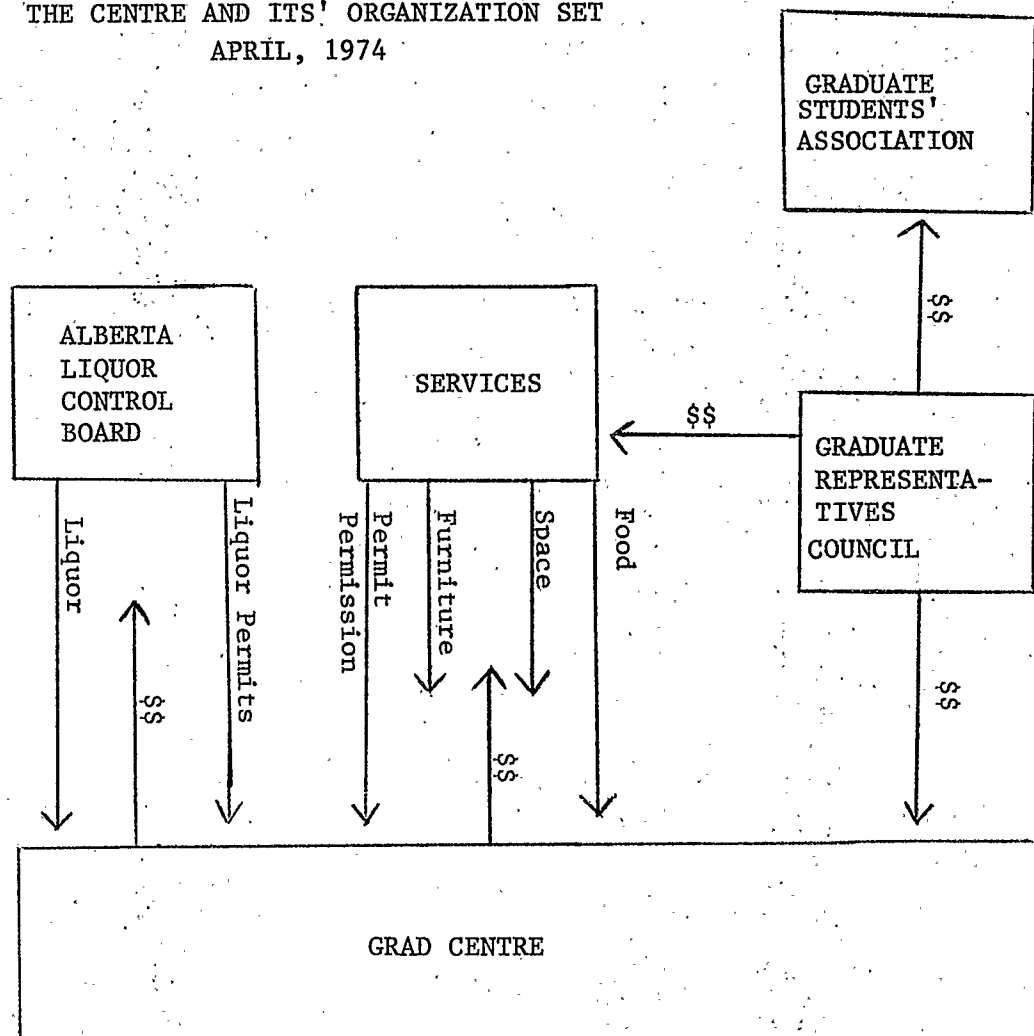 THE CENTRE AND ITS' ORGANIZATION SET
APRIL, 1974
GRADUATE
STUDENTS'
ASSOCIATION
$$
ALBERTA
LIQUOR
CONTROL
BOARD
SERVICES
$$
GRADUATE
REPRESENTA-
TIVES
COUNCIL
Liquor
$$
Liquor Permits
Permit
Permission
Furniture
$$
Space
Food
$$
GRAD CENTRE